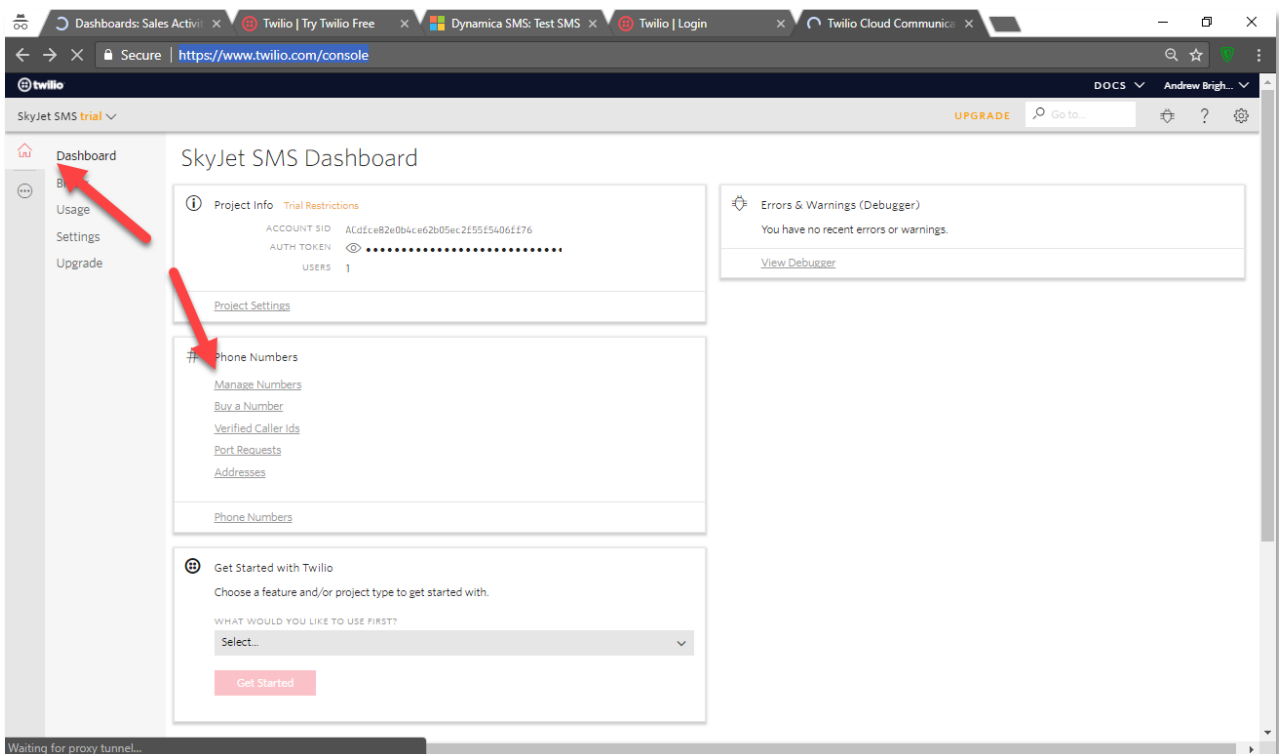 Dashboards: Sales Activit
Twilio | Try Twilio Free
Dynamica SMS: Test SMS
Twilio | Login
Twilio Cloud Communica
Secure | https://www.twilio.com/console
twilio
DOCS
Andrew Brigh...
SkyJet SMS trial
UPGRADE
Go to...
Dashboard
Usage
Settings
Upgrade
SkyJet SMS Dashboard
Project Info Trial Restrictions
ACCOUNT SID ACdfce82e0b4ce62b05ec2f55f5406ff76
AUTH TOKEN ••••••••••••••••••••••••••••
USERS 1
Project Settings
Errors & Warnings (Debugger)
You have no recent errors or warnings.
View Debugger
# Phone Numbers
Manage Numbers
Buy a Number
Verified Caller Ids
Port Requests
Addresses
Phone Numbers
Get Started with Twilio
Choose a feature and/or project type to get started with.
WHAT WOULD YOU LIKE TO USE FIRST?
Select...
Get Started
Waiting for proxy tunnel...